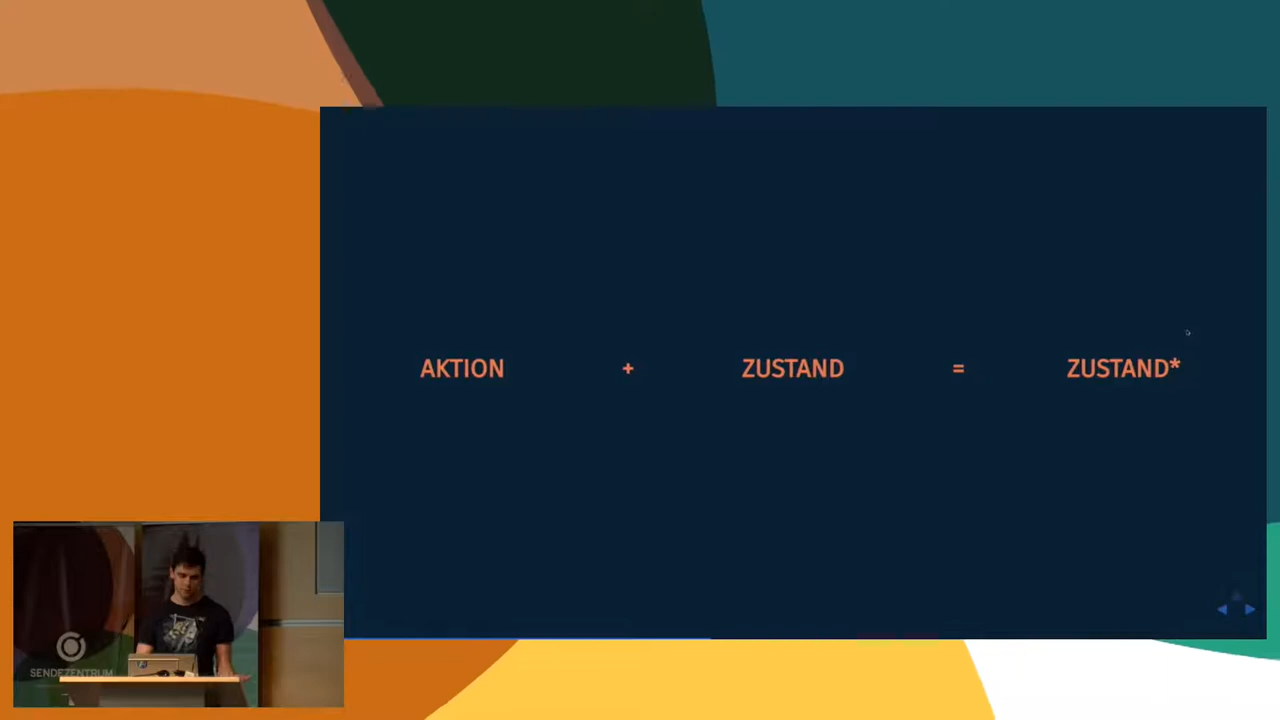 AKTION + ZUSTAND = ZUSTAND*
SENDEZENTRUM